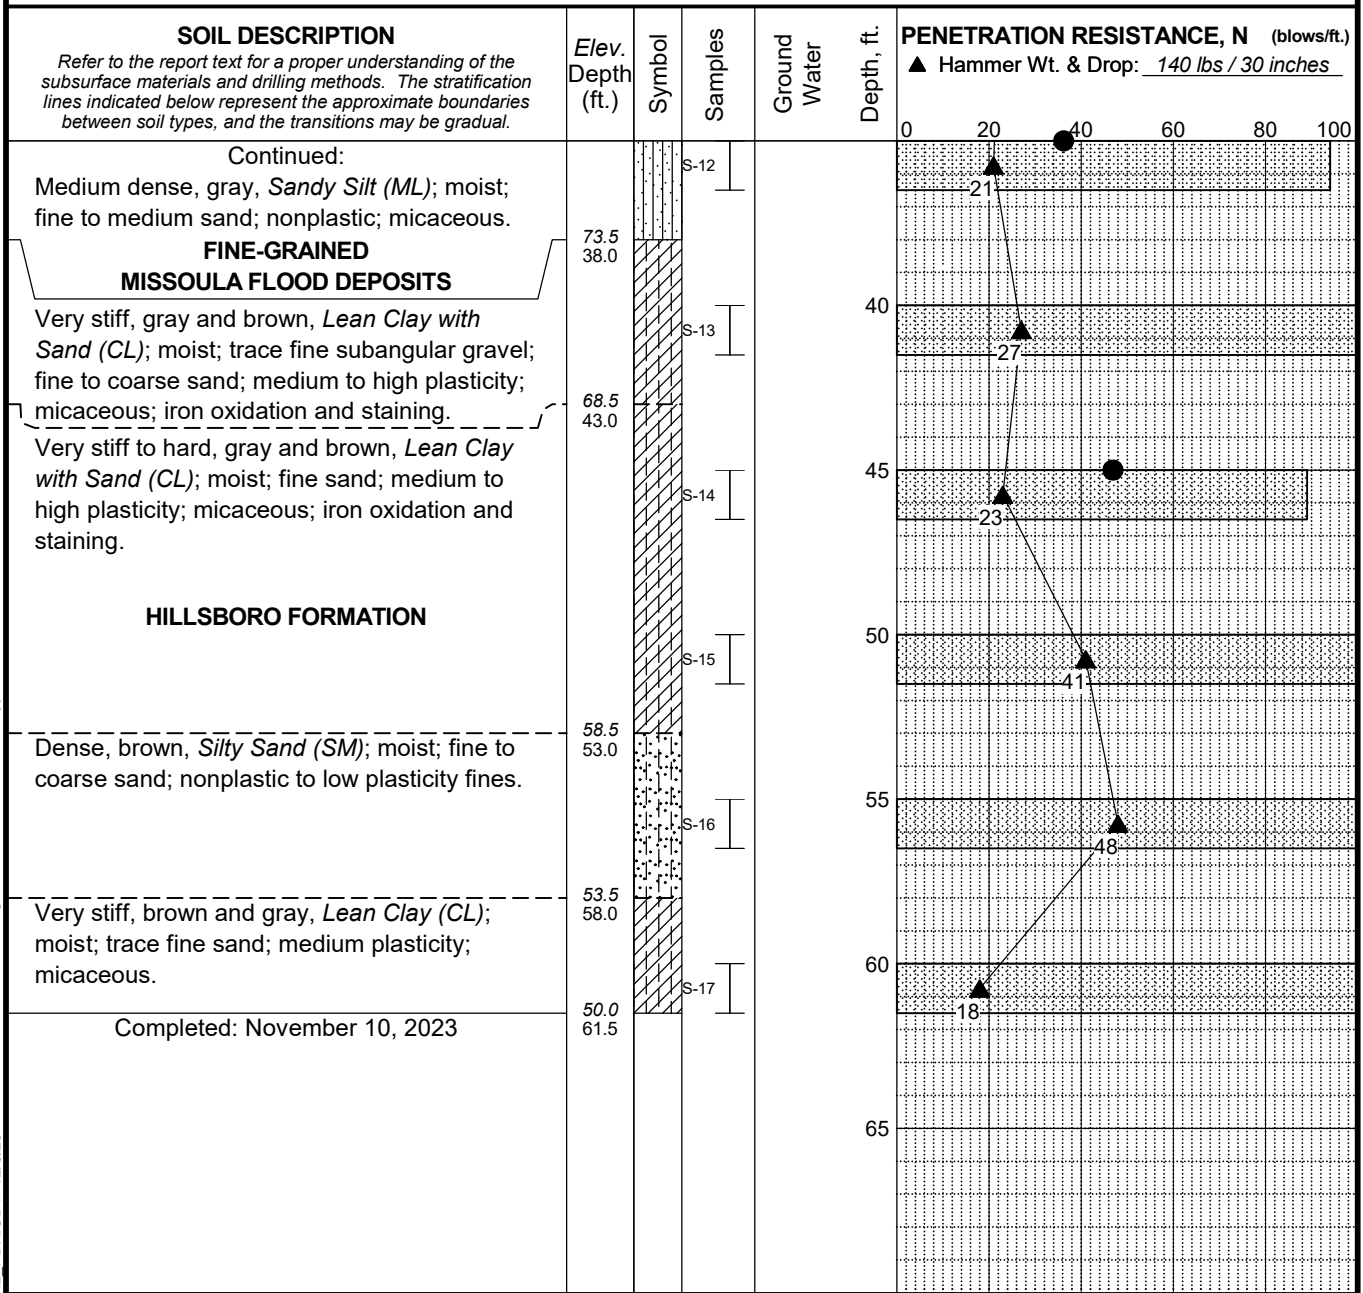 SOIL DESCRIPTION
Refer to the report text for a proper understanding of the
subsurface materials and drilling methods. The stratification
lines indicated below represent the approximate boundaries
between soil types, and the transitions may be gradual.
Elev.
Depth
(ft.)
Symbol
Samples
Ground
Water
Depth, ft.
PENETRATION RESISTANCE, N (blows/ft.)
▲ Hammer Wt. & Drop: 140 lbs / 30 inches
0 20 40 60 80 100
Continued:
Medium dense, gray, Sandy Silt (ML); moist;
fine to medium sand; nonplastic; micaceous.
FINE-GRAINED
MISSOULA FLOOD DEPOSITS
Very stiff, gray and brown, Lean Clay with
Sand (CL); moist; trace fine subangular gravel;
fine to coarse sand; medium to high plasticity;
micaceous; iron oxidation and staining.
Very stiff to hard, gray and brown, Lean Clay
with Sand (CL); moist; fine sand; medium to
high plasticity; micaceous; iron oxidation and
staining.
HILLSBORO FORMATION
Dense, brown, Silty Sand (SM); moist; fine to
coarse sand; nonplastic to low plasticity fines.
Very stiff, brown and gray, Lean Clay (CL);
moist; trace fine sand; medium plasticity;
micaceous.
Completed: November 10, 2023
73.5
38.0
68.5
43.0
58.5
53.0
53.5
58.0
50.0
61.5
S-12
S-13
S-14
S-15
S-16
S-17
40
45
50
55
60
65
21
27
23
41
48
18